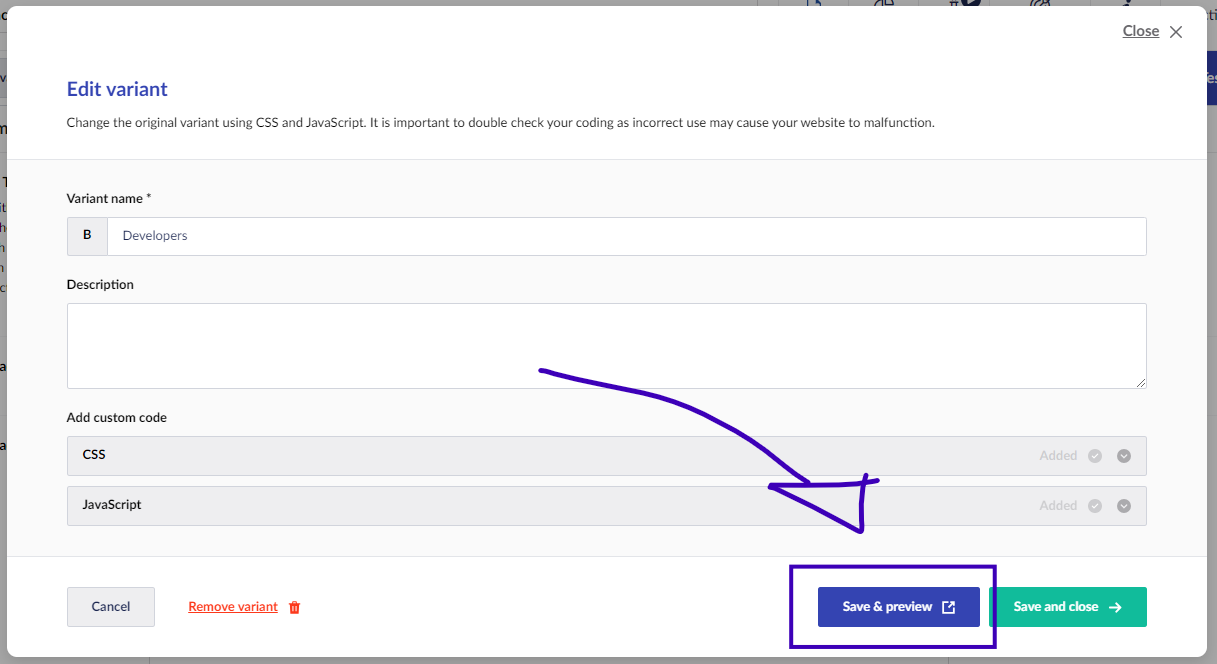 Close
Edit variant
Change the original variant using CSS and JavaScript. It is important to double check your coding as incorrect use may cause your website to malfunction.
Variant name *
B Developers
Description
Add custom code
CSS Added
JavaScript Added
Cancel Remove variant Save & preview Save and close